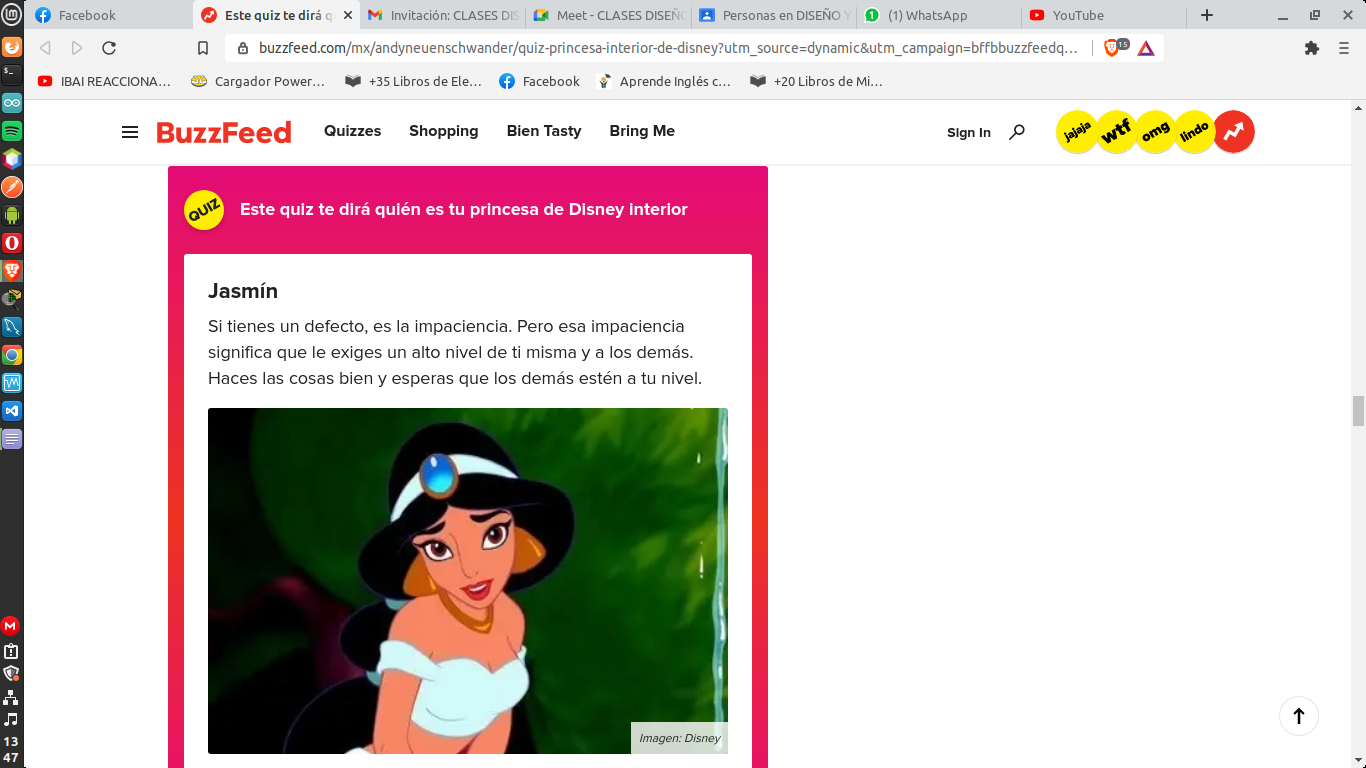 Facebook
Este quiz te dirá q
Invitación: CLASES DIS
Meet - CLASES DISEÑO
Personas en DISEÑO Y
(1) WhatsApp
YouTube
buzzfeed.com/mx/andyneuenschwander/quiz-princesa-interior-de-disney?utm_source=dynamic&utm_campaign=bffbbuzzfeedq…
15
IBAI REACCIONA…
Cargador Power…
+35 Libros de Ele…
Facebook
Aprende Inglés c…
+20 Libros de Mi…
BuzzFeed
Quizzes
Shopping
Bien Tasty
Bring Me
Sign In
jajaja
wtf
omg
lindo
QUIZ
Este quiz te dirá quién es tu princesa de Disney interior
Jasmín
Si tienes un defecto, es la impaciencia. Pero esa impaciencia
significa que le exiges un alto nivel de ti misma y a los demás.
Haces las cosas bien y esperas que los demás estén a tu nivel.
Imagen: Disney
13
47